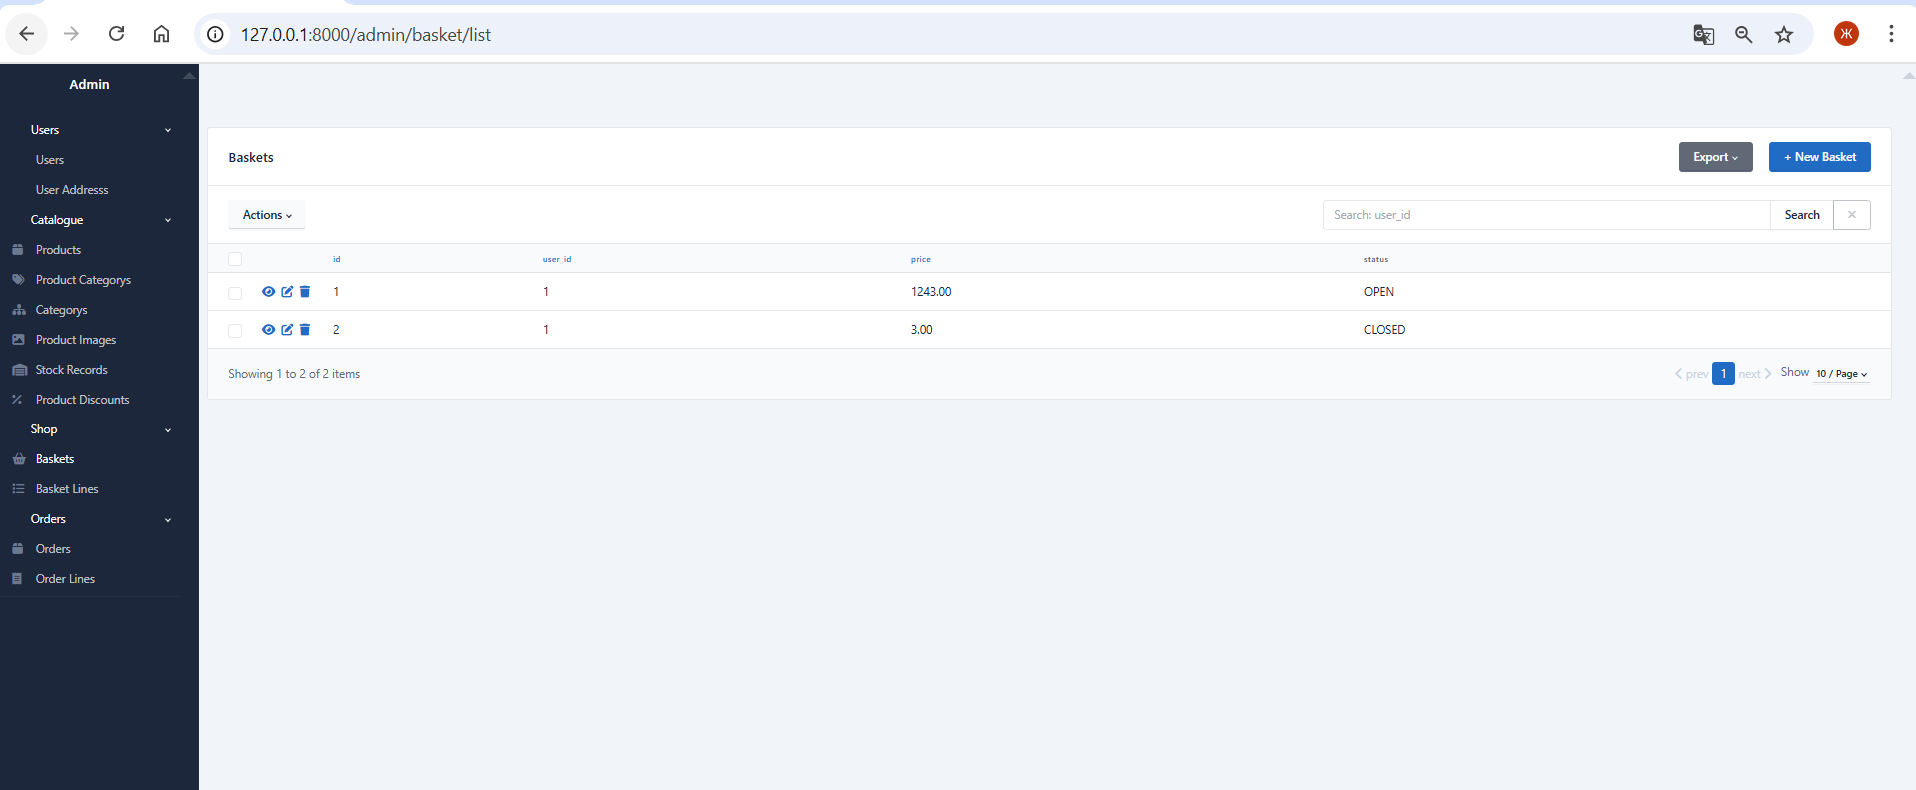 127.0.0.1:8000/admin/basket/list
Ж
Admin
Users
Users
User Addresss
Catalogue
Products
Product Categorys
Categorys
Product Images
Stock Records
Product Discounts
Shop
Baskets
Basket Lines
Orders
Orders
Order Lines
Baskets
Export
+ New Basket
Actions
Search: user_id
Search
id user_id price status
1 1 1243.00 OPEN
2 1 3.00 CLOSED
Showing 1 to 2 of 2 items
prev 1 next Show 10 / Page